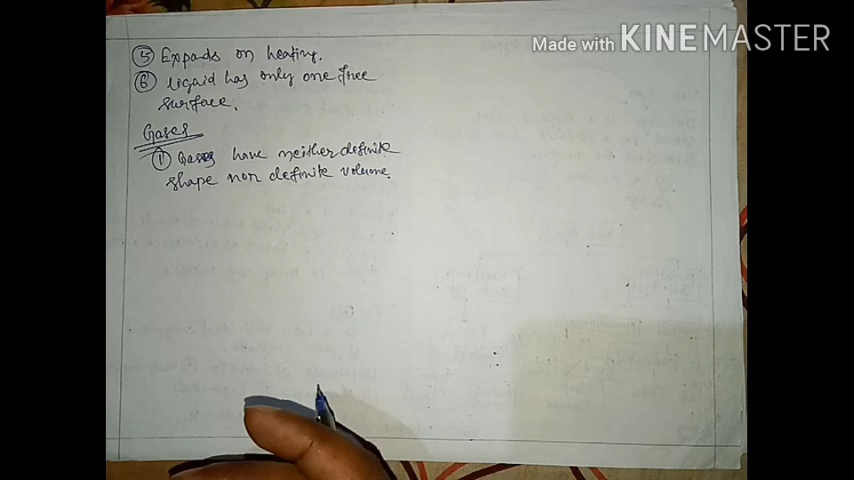 Made with KINEMASTER
⑤ Expands on heating.
⑥ liquid has only one free
surface.
Gases
① Gases have neither definite
shape nor definite volume.